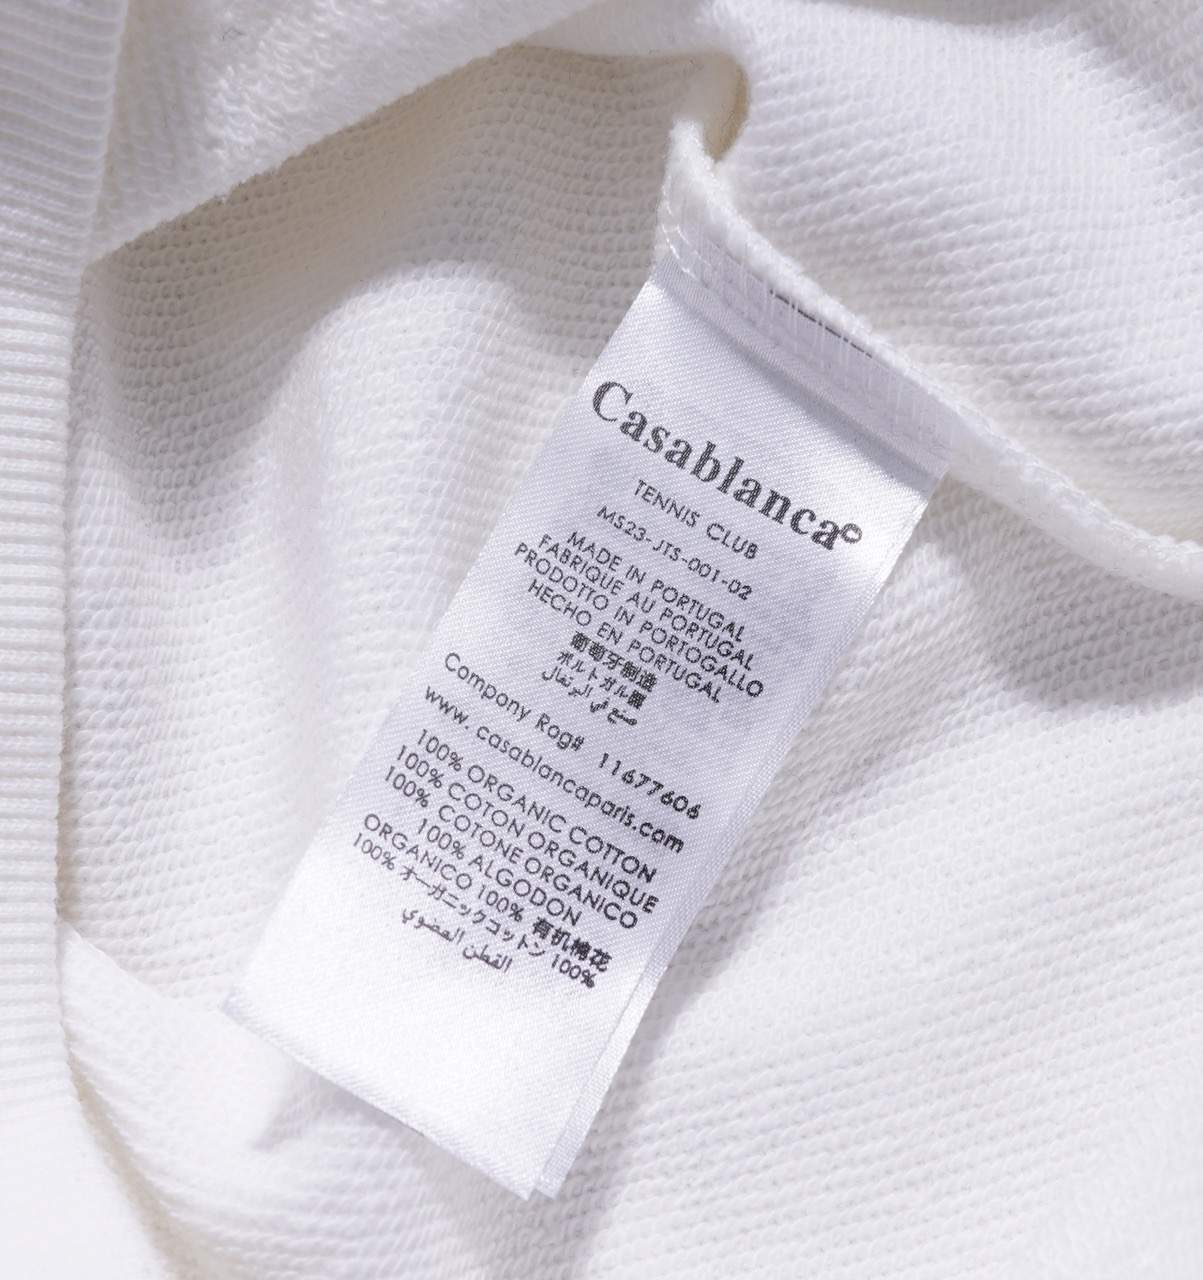 Casablanca©
TENNIS CLUB
MS23-JTS-001-02
MADE IN PORTUGAL
FABRIQUE AU PORTUGAL
PRODOTTO IN PORTOGALLO
HECHO EN PORTUGAL
葡萄牙制造
ポルトガル製
صنع في البرتغال
Company Rag# 11677606
www. casablancaparis.com
100% ORGANIC COTTON
100% COTON ORGANIQUE
100% COTONE ORGANICO
100% ALGODON
ORGANICO 100% 有机棉花
100% オーガニックコットン 100%
القطن العضوي